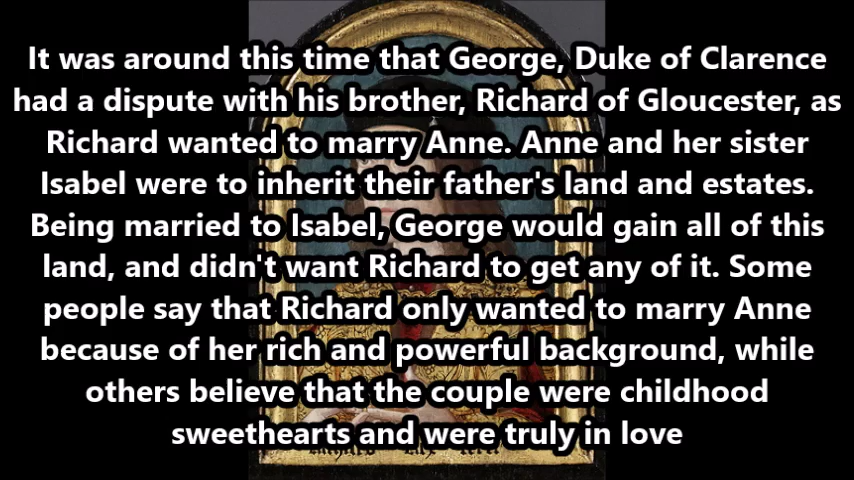 It was around this time that George, Duke of Clarence
had a dispute with his brother, Richard of Gloucester, as
Richard wanted to marry Anne. Anne and her sister
Isabel were to inherit their father's land and estates.
Being married to Isabel, George would gain all of this
land, and didn't want Richard to get any of it. Some
people say that Richard only wanted to marry Anne
because of her rich and powerful background, while
others believe that the couple were childhood
sweethearts and were truly in love